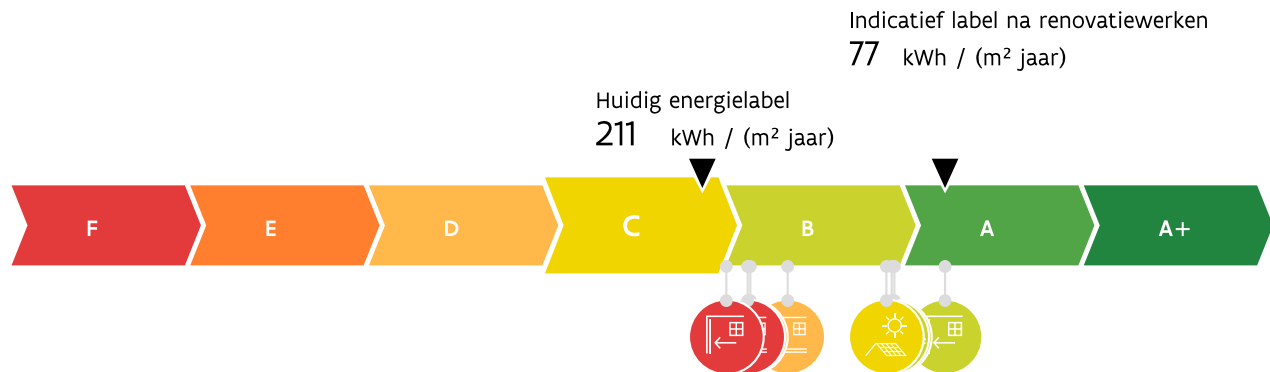 Indicatief label na renovatiewerken
77 kWh / (m² jaar)
Huidig energielabel
211 kWh / (m² jaar)
F E D C B A A+